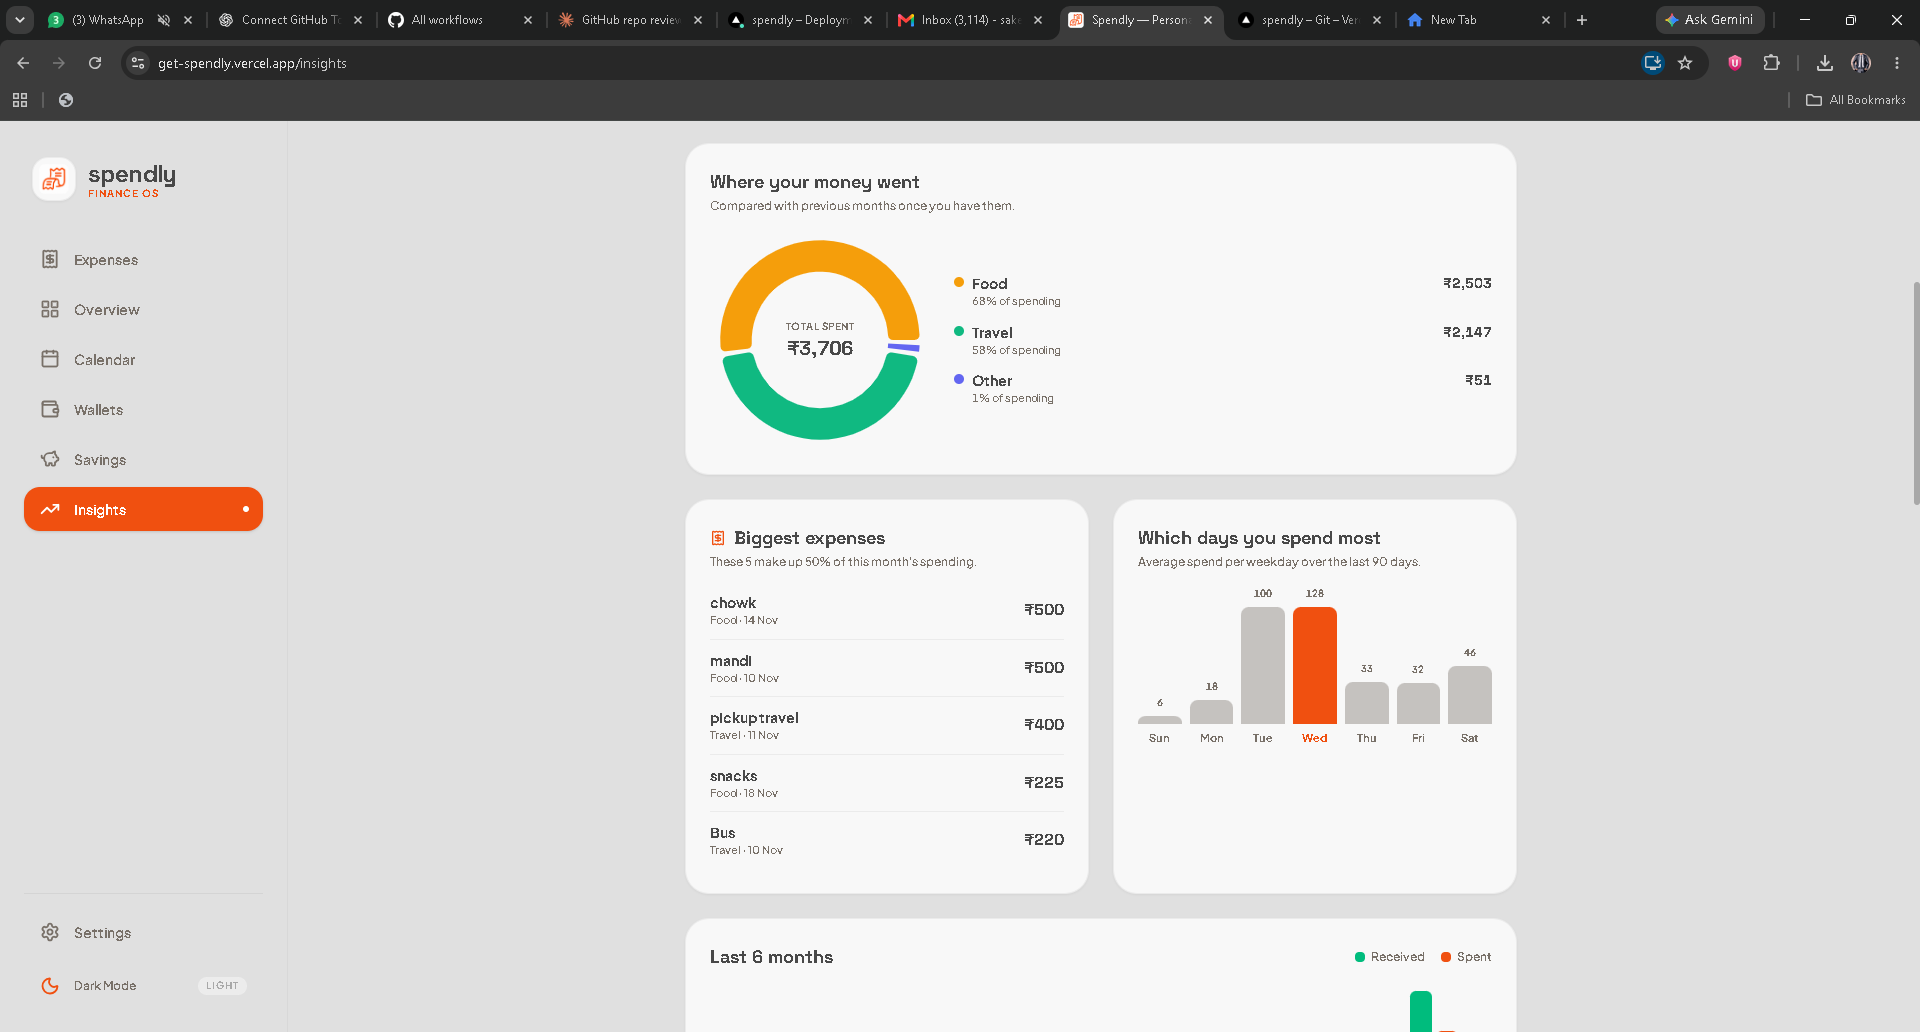 3
(3) WhatsApp
Connect GitHub To
All workflows
GitHub repo review
spendly – Deploym
Inbox (3,114) - sak
Spendly — Person
spendly – Git – Ver
New Tab
Ask Gemini
get-spendly.vercel.app/insights
All Bookmarks
spendly
FINANCE OS
Expenses
Overview
Calendar
Wallets
Savings
Insights
Settings
Dark Mode
LIGHT
Where your money went
Compared with previous months once you have them.
TOTAL SPENT
₹3,706
Food
₹2,503
68% of spending
Travel
₹2,147
58% of spending
Other
₹51
1% of spending
Biggest expenses
These 5 make up 50% of this month's spending.
chowk
Food · 14 Nov
₹500
mandi
Food · 10 Nov
₹500
pickup travel
Travel · 11 Nov
₹400
snacks
Food · 18 Nov
₹225
Bus
Travel · 10 Nov
₹220
Which days you spend most
Average spend per weekday over the last 90 days.
6
18
100
128
33
32
46
Sun
Mon
Tue
Wed
Thu
Fri
Sat
Last 6 months
Received
Spent